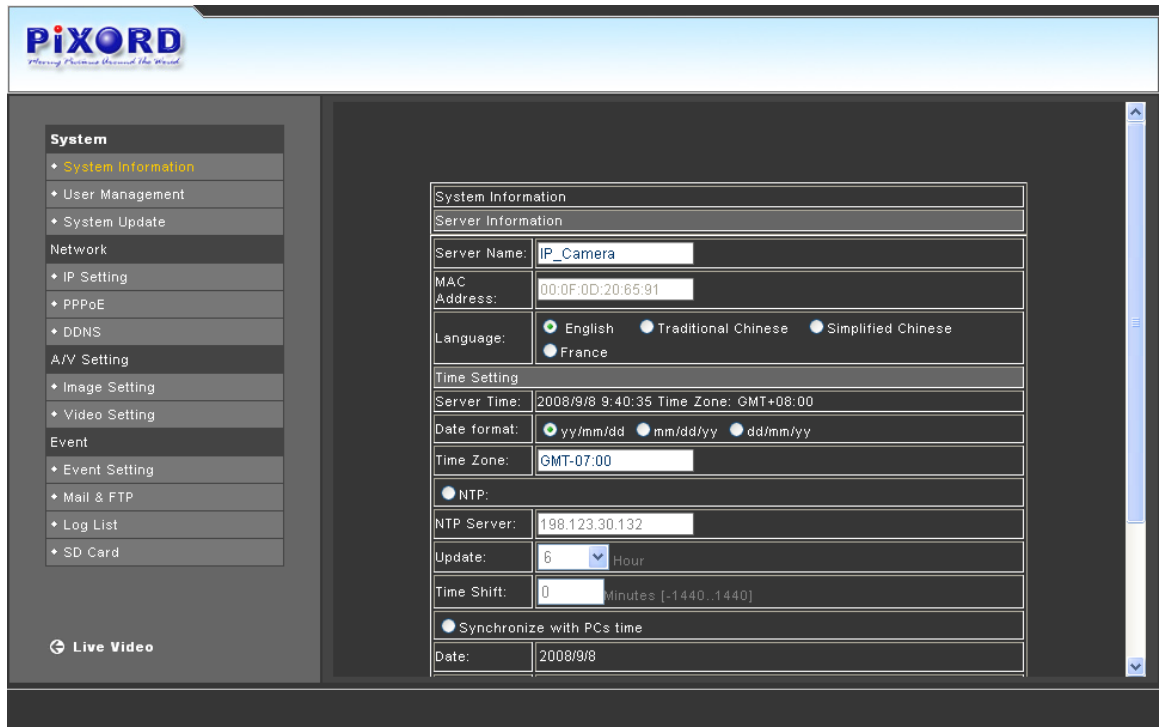 PiXORD
Moving Pictures Around the World
System
System Information
User Management
System Update
Network
IP Setting
PPPoE
DDNS
A/V Setting
Image Setting
Video Setting
Event
Event Setting
Mail & FTP
Log List
SD Card
Live Video
System Information
Server Information
Server Name: IP_Camera
MAC
Address: 00:0F:0D:20:65:91
Language: English Traditional Chinese Simplified Chinese
France
Time Setting
Server Time: 2008/9/8 9:40:35 Time Zone: GMT+08:00
Date format: yy/mm/dd mm/dd/yy dd/mm/yy
Time Zone: GMT-07:00
NTP:
NTP Server: 198.123.30.132
Update: 6 Hour
Time Shift: 0 Minutes [-1440..1440]
Synchronize with PCs time
Date: 2008/9/8